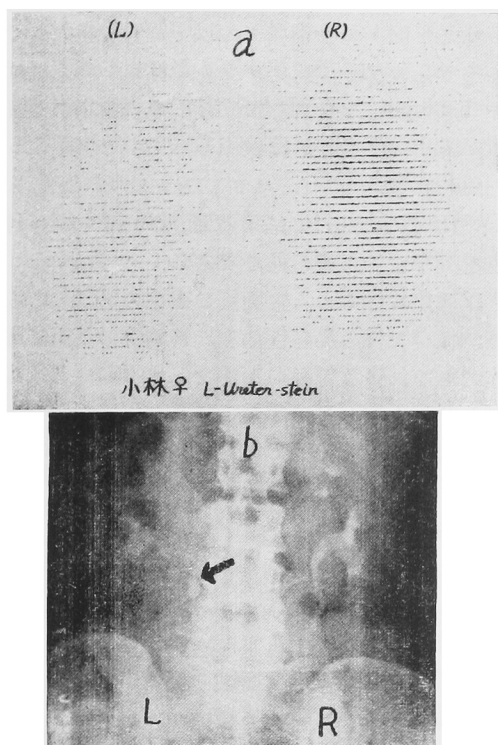 (L) a (R)
小林♀ L-Ureter-stein
b
L R